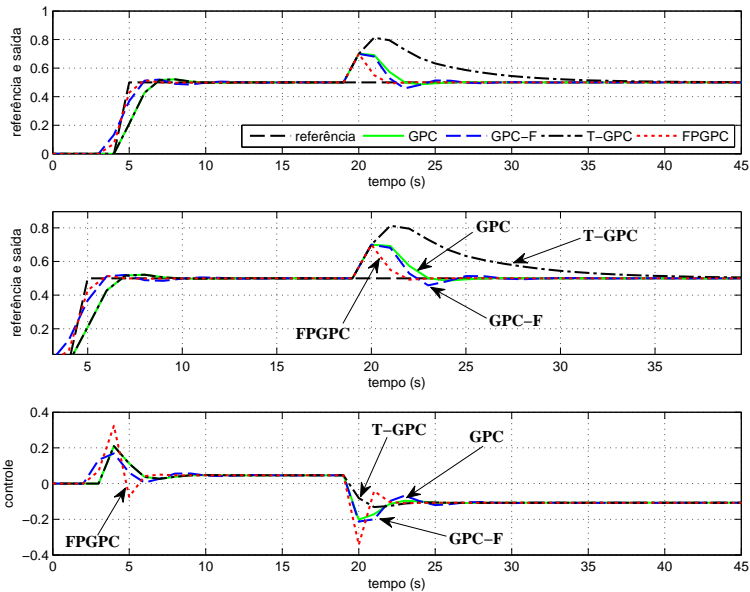 1
0.8
0.6
0.4
0.2
0
referência e saída
referência GPC GPC−F T−GPC FPGPC
0 5 10 15 20 25 30 35 40 45
tempo (s)
0.8
0.6
0.4
0.2
referência e saída
GPC
T−GPC
FPGPC
GPC−F
5 10 15 20 25 30 35
tempo (s)
0.4
0.2
0
−0.2
−0.4
controle
T−GPC
GPC
FPGPC
GPC−F
0 5 10 15 20 25 30 35 40 45
tempo (s)